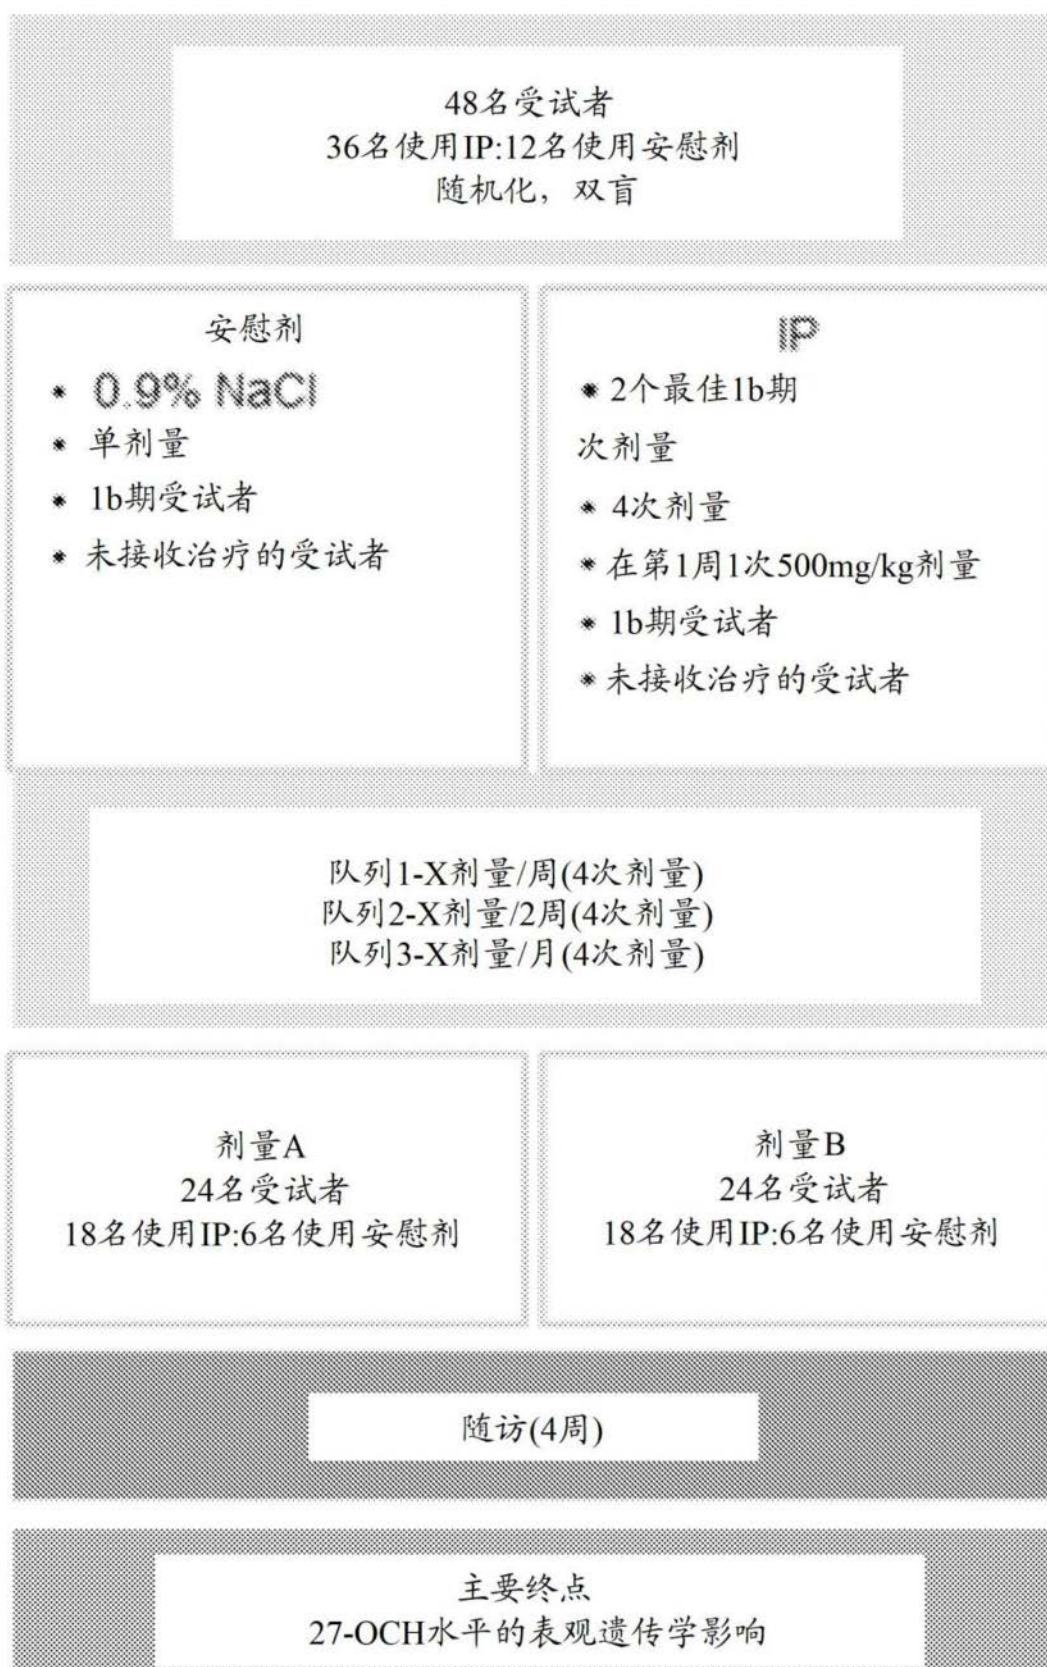 48名受试者
36名使用IP:12名使用安慰剂
随机化，双盲
安慰剂
* 0.9% NaCl
* 单剂量
* 1b期受试者
* 未接收治疗的受试者
IP
* 2个最佳1b期
次剂量
* 4次剂量
* 在第1周1次500mg/kg剂量
* 1b期受试者
* 未接收治疗的受试者
队列1-X剂量/周(4次剂量)
队列2-X剂量/2周(4次剂量)
队列3-X剂量/月(4次剂量)
剂量A
24名受试者
18名使用IP:6名使用安慰剂
剂量B
24名受试者
18名使用IP:6名使用安慰剂
随访(4周)
主要终点
27-OCH水平的表观遗传学影响